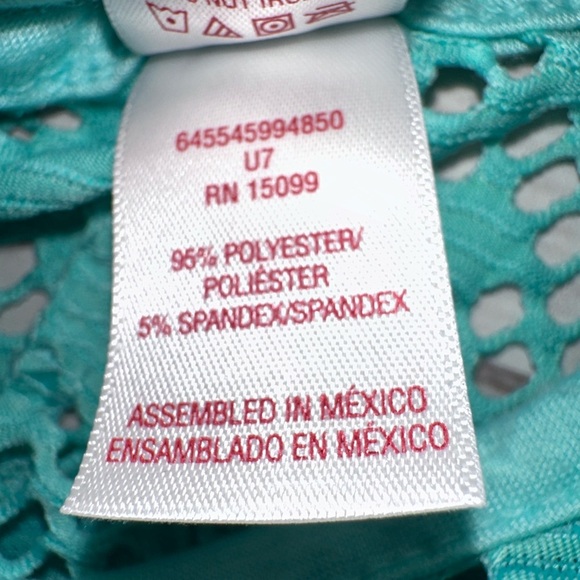 645545994850
U7
RN 15099
95% POLYESTER/
POLIÉSTER
5% SPANDEX/SPANDEX
ASSEMBLED IN MÉXICO
ENSAMBLADO EN MÉXICO